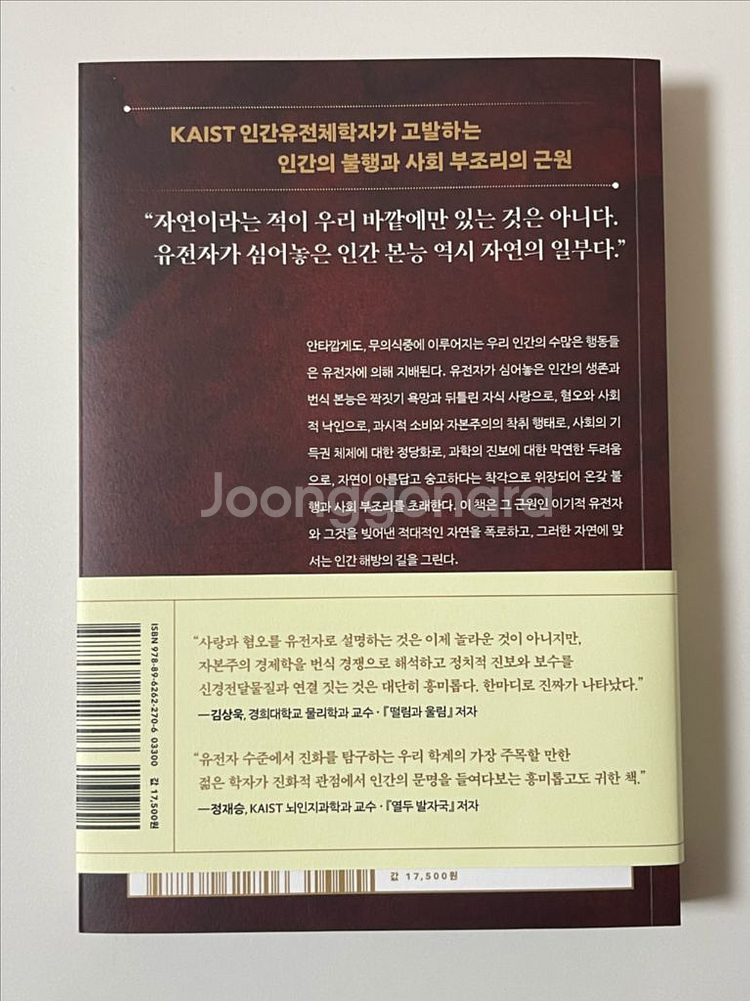 KAIST 인간유전체학자가 고발하는
인간의 불행과 사회 부조리의 근원
“자연이라는 적이 우리 바깥에만 있는 것은 아니다.
유전자가 심어놓은 인간 본능 역시 자연의 일부다.”
안타깝게도, 무의식중에 이루어지는 우리 인간의 수많은 행동들
은 유전자에 의해 지배된다. 유전자가 심어놓은 인간의 생존과
번식 본능은 짝짓기 욕망과 뒤틀린 자식 사랑으로, 혐오와 사회
적 낙인으로, 과시적 소비와 자본주의의 착취 행태로, 사회의 기
득권 체제에 대한 정당화로, 과학의 진보에 대한 막연한 두려움
으로, 자연이 아름답고 숭고하다는 착각으로 위장되어 온갖 불
행과 사회 부조리를 초래한다. 이 책은 그 근원인 이기적 유전자
와 그것을 빚어낸 적대적인 자연을 폭로하고, 그러한 자연에 맞
서는 인간 해방의 길을 그린다.
Joonggonara
“사랑과 혐오를 유전자로 설명하는 것은 이제 놀라운 것이 아니지만,
자본주의 경제학을 번식 경쟁으로 해석하고 정치적 진보와 보수를
신경전달물질과 연결 짓는 것은 대단히 흥미롭다. 한마디로 진짜가 나타났다.”
—김상욱, 경희대학교 물리학과 교수 · 『떨림과 울림』 저자
“유전자 수준에서 진화를 탐구하는 우리 학계의 가장 주목할 만한
젊은 학자가 진화적 관점에서 인간의 문명을 들여다보는 흥미롭고도 귀한 책.”
—정재승, KAIST 뇌인지과학과 교수 · 『열두 발자국』 저자
ISBN 978-89-6262-270-6 03300 값 17,500원
값 17,500원